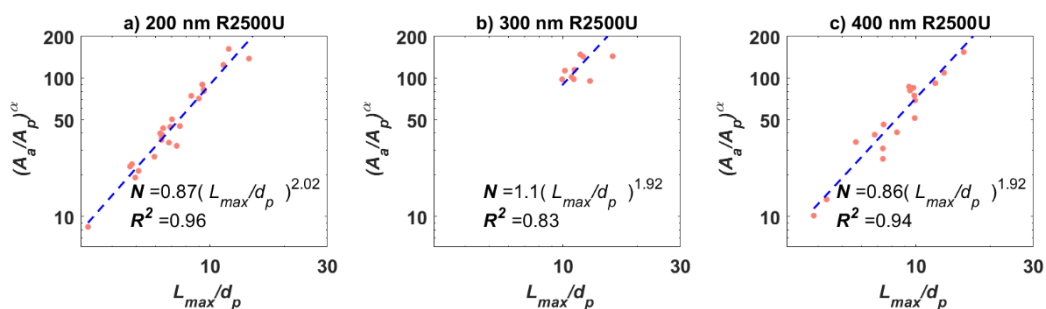 a) 200 nm R2500U
200
100
50
10
(A_a/A_p)^α
N=0.87(L_max/d_p)^2.02
R^2=0.96
10 30
L_max/d_p
b) 300 nm R2500U
200
100
50
10
(A_a/A_p)^α
N=1.1(L_max/d_p)^1.92
R^2=0.83
10 30
L_max/d_p
c) 400 nm R2500U
200
100
50
10
(A_a/A_p)^α
N=0.86(L_max/d_p)^1.92
R^2=0.94
10 30
L_max/d_p